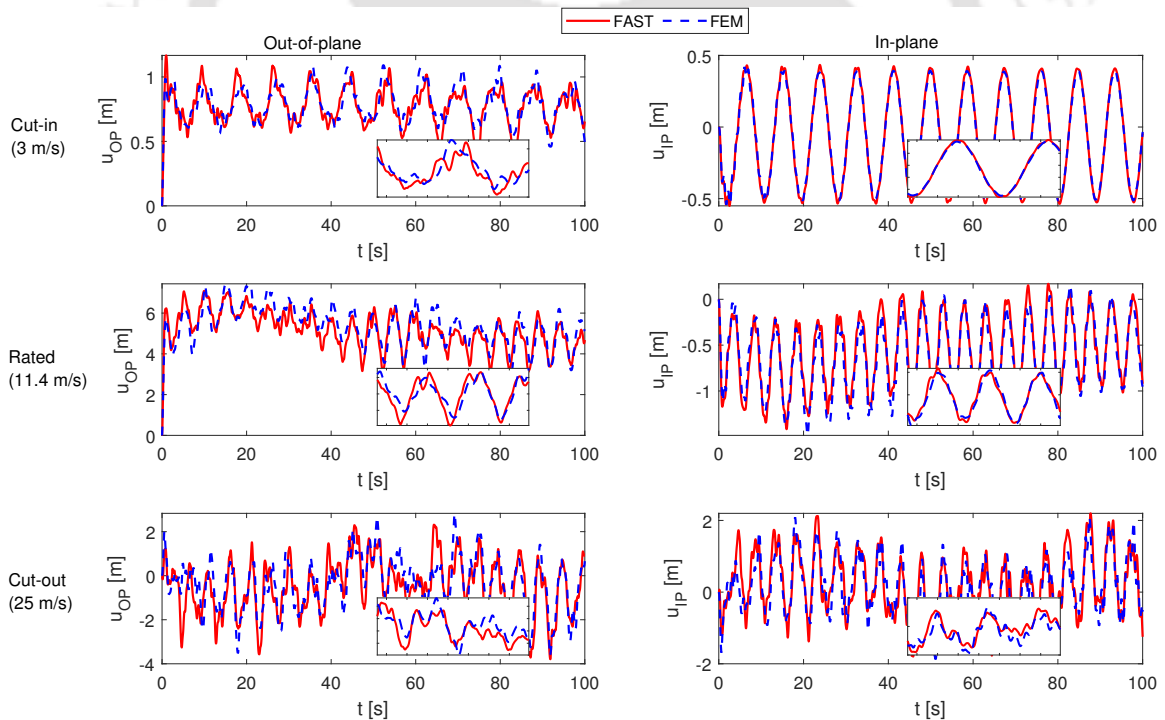 FAST FEM
Out-of-plane
In-plane
Cut-in
(3 m/s)
u_OP [m]
1
0.5
0
0 20 40 60 80 100
t [s]
u_IP [m]
0.5
0
-0.5
0 20 40 60 80 100
t [s]
Rated
(11.4 m/s)
u_OP [m]
6
4
2
0
0 20 40 60 80 100
t [s]
u_IP [m]
0
-0.5
-1
0 20 40 60 80 100
t [s]
Cut-out
(25 m/s)
u_OP [m]
2
0
-2
-4
0 20 40 60 80 100
t [s]
u_IP [m]
2
0
-2
0 20 40 60 80 100
t [s]